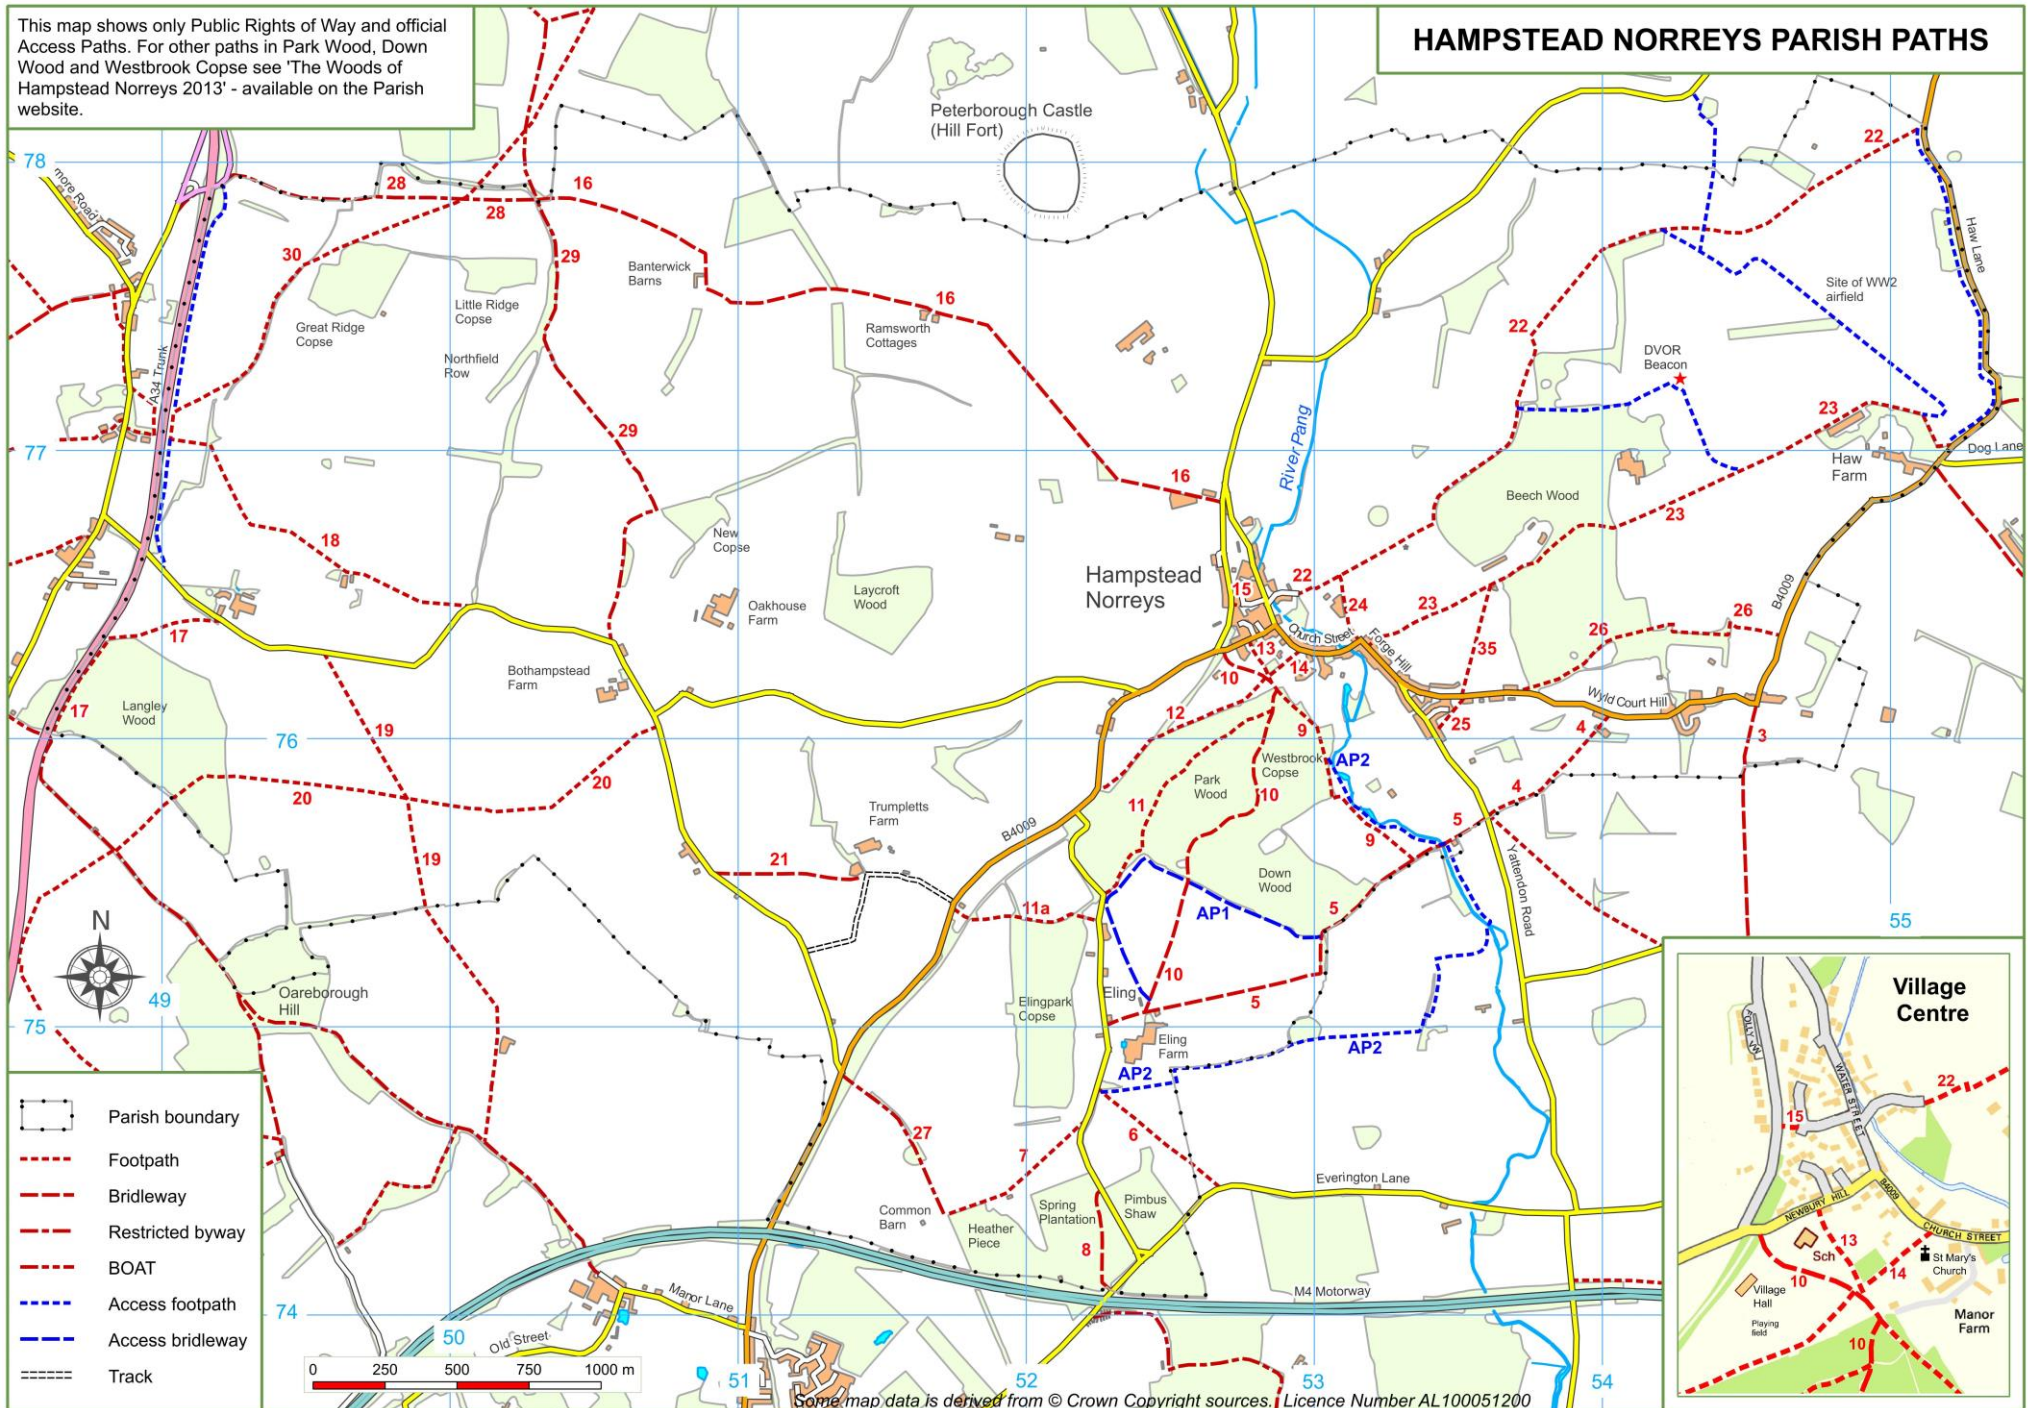 This map shows only Public Rights of Way and official
Access Paths. For other paths in Park Wood, Down
Wood and Westbrook Copse see 'The Woods of
Hampstead Norreys 2013' - available on the Parish
website.
HAMPSTEAD NORREYS PARISH PATHS
Peterborough Castle
(Hill Fort)
78
more Road
28
16
28
22
30
29
Banterwick
Barns
Haw Lane
Little Ridge
Copse
16
Site of WW2
airfield
Great Ridge
Copse
Ramsworth
Cottages
22
Northfield
Row
DVOR
Beacon
A34 Trunk
29
23
River Pang
77
Dog Lane
Haw
Farm
16
Beech Wood
23
18
New
Copse
Hampstead
Norreys
22
15
Laycroft
Wood
Oakhouse
Farm
24
23
B4009
26
17
Church Street
Forge Hill
26
13
14
35
Bothampstead
Farm
10
Wyld Court Hill
Langley
Wood
17
12
25
4
19
9
3
76
Westbrook
Copse
AP2
Park
Wood
20
20
10
4
11
Trumpletts
Farm
B4009
5
9
19
21
Yattendon Road
Down
Wood
11a
AP1
5
55
N
10
49
Oareborough
Hill
Eling
5
Elingpark
Copse
75
Eling
Farm
AP2
AP2
27
6
7
Everington Lane
Common
Barn
Spring
Plantation
Pimbus
Shaw
Heather
Piece
8
M4 Motorway
74
Manor Lane
50
Old Street
0 250 500 750 1000 m
51
52
53
54
Some map data is derived from © Crown Copyright sources. Licence Number AL100051200
Parish boundary
Footpath
Bridleway
Restricted byway
BOAT
Access footpath
Access bridleway
Track
Village
Centre
FOLLY VW
WATER STREET
22
15
NEWBURY HILL
B4009
CHURCH STREET
13
Sch
St Mary's
Church
14
10
Village
Hall
Manor
Farm
Playing
field
10